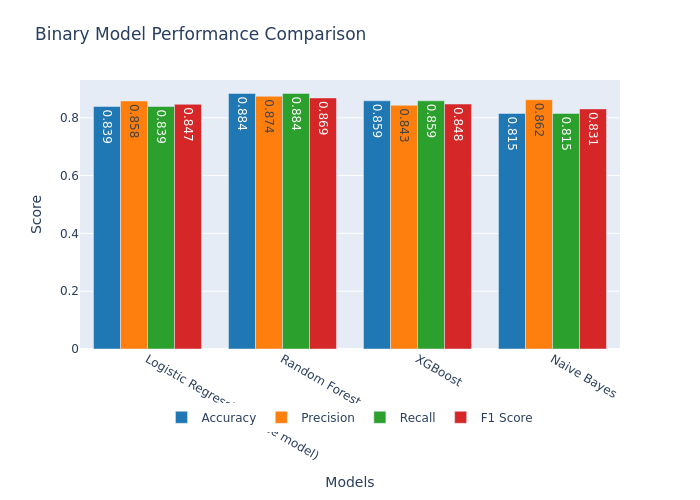 Binary Model Performance Comparison
Score
0.8
0.6
0.4
0.2
0
0.839
0.858
0.839
0.847
0.884
0.874
0.884
0.869
0.859
0.843
0.859
0.848
0.815
0.862
0.815
0.831
Logistic model)
Random Forest
XGBoost
Naive Bayes
Accuracy Precision Recall F1 Score
Models